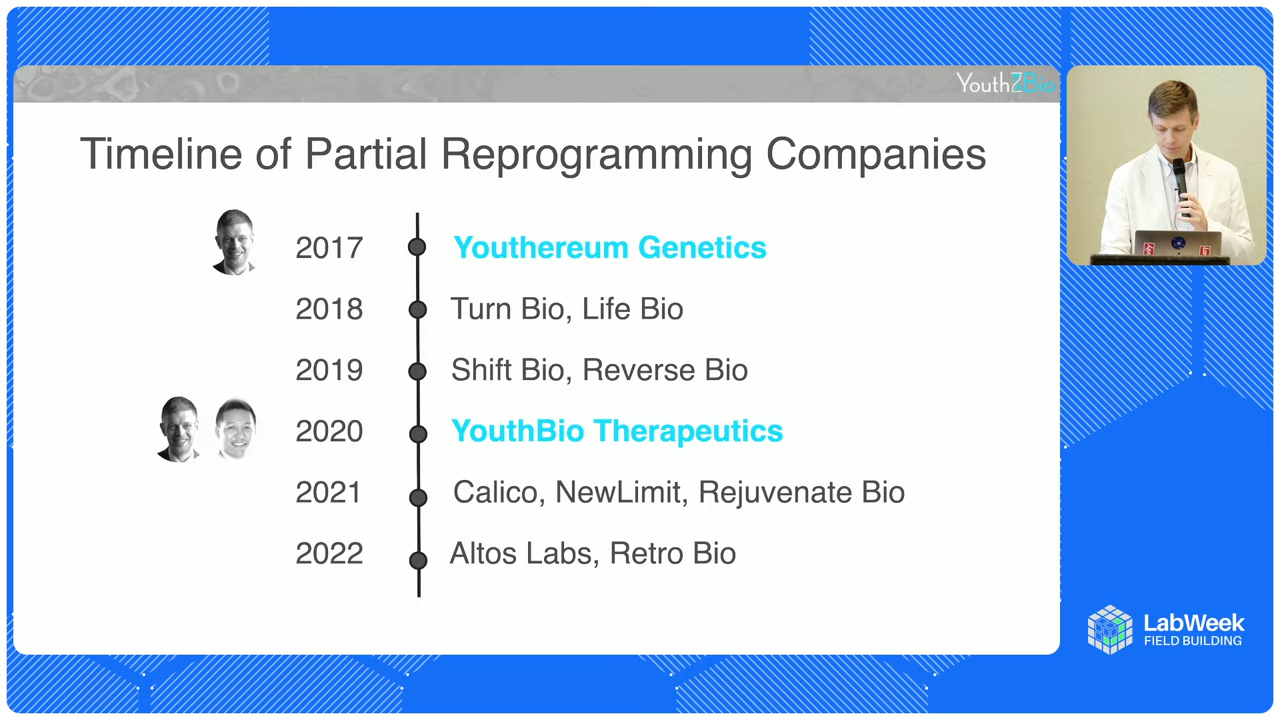 YouthBio
Timeline of Partial Reprogramming Companies
2017 Youthereum Genetics
2018 Turn Bio, Life Bio
2019 Shift Bio, Reverse Bio
2020 YouthBio Therapeutics
2021 Calico, NewLimit, Rejuvenate Bio
2022 Altos Labs, Retro Bio
LabWeek
FIELD BUILDING